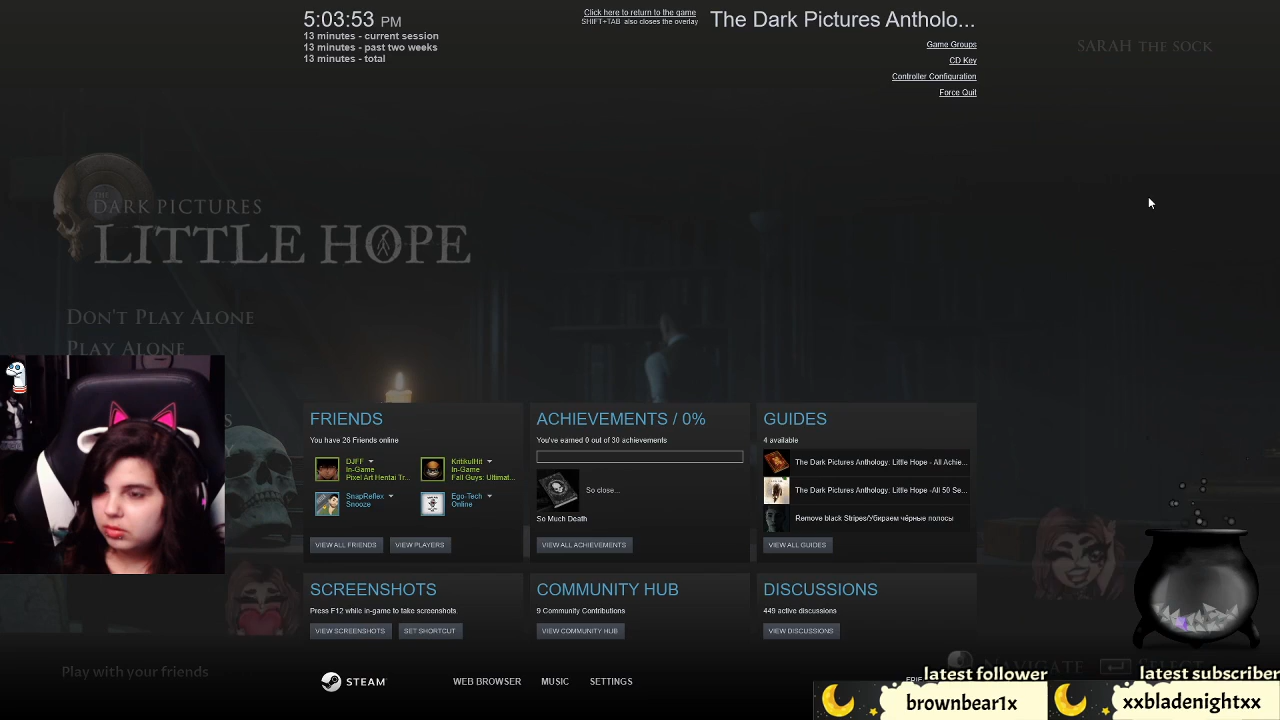 5:03:53 PM
13 minutes - current session
13 minutes - past two weeks
13 minutes - total
Click here to return to the game
SHIFT+TAB also closes the overlay
The Dark Pictures Antholo...
Game Groups
CD Key
Controller Configuration
Force Quit
SARAH THE SOCK
THE
DARK PICTURES
LITTLE HOPE
DON'T PLAY ALONE
PLAY ALONE
FRIENDS
You have 26 Friends online
DJFF
In-Game
Pixel Art Hentai Tr...
KritikulHit
In-Game
Fall Guys: Ultimat...
SnapReflex
Snooze
Ego-Tech
Online
VIEW ALL FRIENDS
VIEW PLAYERS
ACHIEVEMENTS / 0%
You've earned 0 out of 30 achievements
So close...
So Much Death
VIEW ALL ACHIEVEMENTS
GUIDES
4 available
The Dark Pictures Anthology: Little Hope - All Achie...
The Dark Pictures Anthology: Little Hope -All 50 Se...
Remove black Stripes/Убираем чёрные полосы
VIEW ALL GUIDES
SCREENSHOTS
Press F12 while in-game to take screenshots
VIEW SCREENSHOTS
SET SHORTCUT
COMMUNITY HUB
9 Community Contributions
VIEW COMMUNITY HUB
DISCUSSIONS
449 active discussions
VIEW DISCUSSIONS
Play with your friends
STEAM
WEB BROWSER
MUSIC
SETTINGS
NAVIGATE
SELECT
latest follower
brownbear1x
latest subscriber
xxbladenightxx